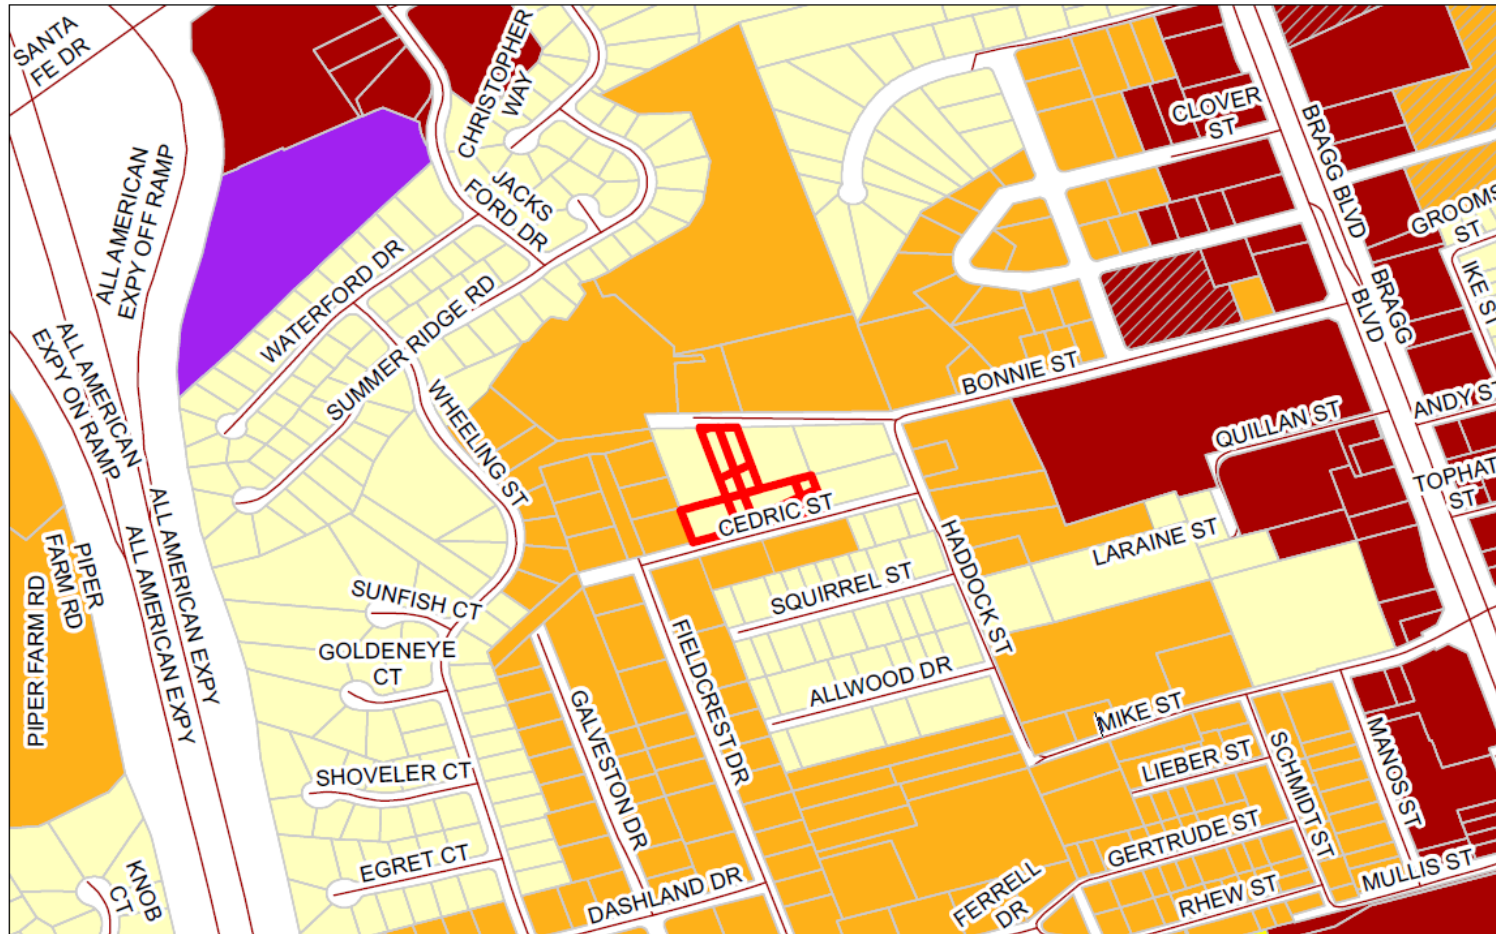 SANTA
FE DR
CHRISTOPHER
WAY
CLOVER
ST
BRAGG BLVD
ALL AMERICAN
EXPY OFF RAMP
JACKS
FORD DR
GROOMS
ST
WATERFORD DR
IKE ST
SUMMER RIDGE RD
BRAGG
BLVD
ALL AMERICAN
EXPY ON RAMP
ALL AMERICAN
WHEELING ST
BONNIE ST
QUILLAN ST
ANDY ST
TOPHAT
ST
ALL AMERICAN EXPY
ALL AMERICAN EXPY
CEDRIC ST
HADDOCK ST
LARAINE ST
PIPER
FARM RD
PIPER FARM RD
SUNFISH CT
SQUIRREL ST
GOLDENEYE
CT
FIELDCREST DR
ALLWOOD DR
GALVESTON DR
MIKE ST
SHOVELER CT
LIEBER ST
SCHMIDT ST
MANOS ST
GERTRUDE ST
EGRET CT
KNOB
CT
DASHLAND DR
FERRELL
DR
RHEW ST
MULLIS ST